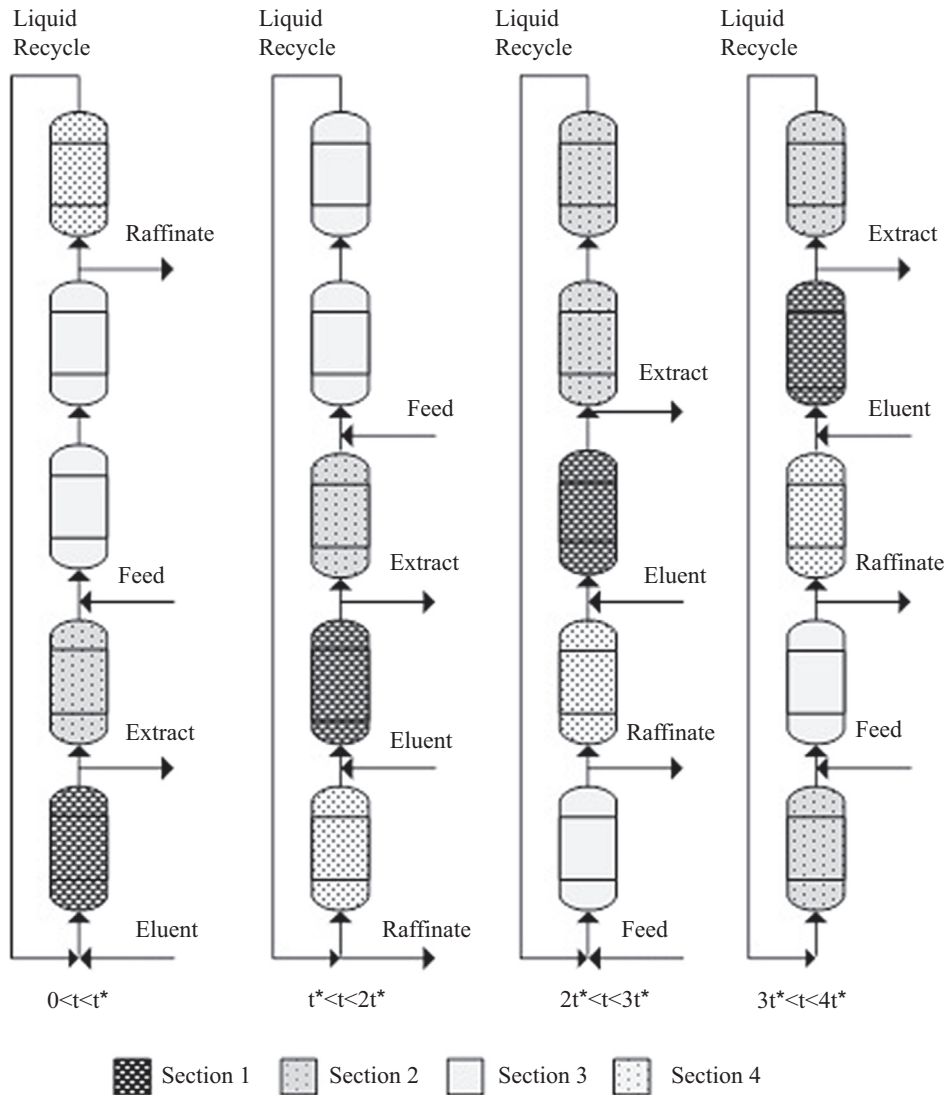 Liquid
Recycle
Liquid
Recycle
Liquid
Recycle
Liquid
Recycle
Raffinate
Feed
Extract
Eluent
0<t<t*
Feed
Extract
Eluent
Raffinate
t*<t<2t*
Extract
Eluent
Raffinate
Feed
2t*<t<3t*
Extract
Eluent
Raffinate
Feed
3t*<t<4t*
Section 1
Section 2
Section 3
Section 4